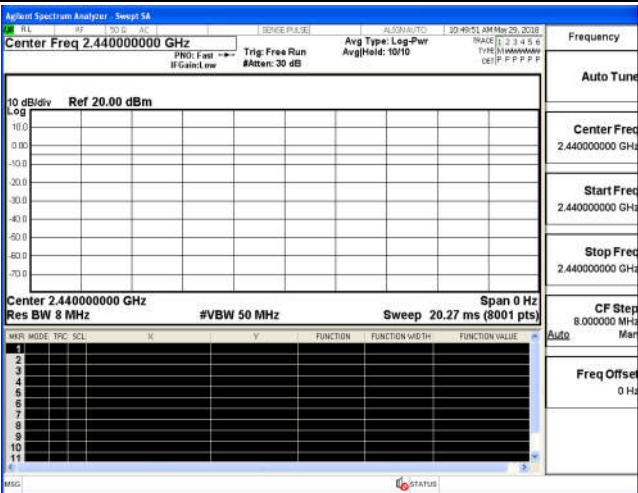 Agilent Spectrum Analyzer - Swept SA
RL RF 50 Ω AC SENSE:PULSE ALIGN AUTO 10:49:51 AM May 29, 2018
Center Freq 2.440000000 GHz
PNO: Fast
IFGain:Low
Trig: Free Run
#Atten: 30 dB
Avg Type: Log-Pwr
Avg|Hold: 10/10
TRACE 1 2 3 4 5 6
TYPE M WWWWW
DET P P P P P P
Frequency
Auto Tune
10 dB/div Ref 20.00 dBm
Log
10.0
0.00
-10.0
-20.0
-30.0
-40.0
-50.0
-60.0
-70.0
Center 2.440000000 GHz Span 0 Hz
Res BW 8 MHz #VBW 50 MHz Sweep 20.27 ms (8001 pts)
Center Freq
2.440000000 GHz
Start Freq
2.440000000 GHz
Stop Freq
2.440000000 GHz
CF Step
8.000000 MHz
Auto Man
Freq Offset
0 Hz
MKR MODE TRC SCL X Y FUNCTION FUNCTION WIDTH FUNCTION VALUE
1
2
3
4
5
6
7
8
9
10
11
MSG STATUS